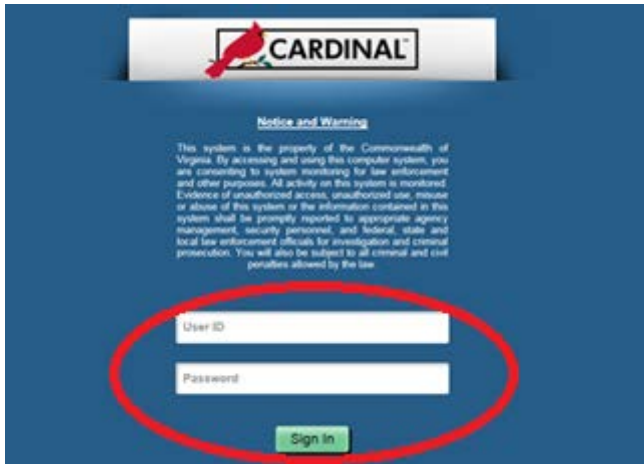 CARDINAL™
Notice and Warning
This system is the property of the Commonwealth of
Virginia. By accessing and using this computer system, you
are consenting to system monitoring for law enforcement
and other purposes. All activity on this system is monitored.
Evidence of unauthorized access, unauthorized use, misuse
or abuse of this system or the information contained in this
system shall be promptly reported to appropriate agency
management, security personnel, and federal, state and
local law enforcement officials for investigation and criminal
prosecution. You will also be subject to all criminal and civil
penalties allowed by the law
User ID
Password
Sign In